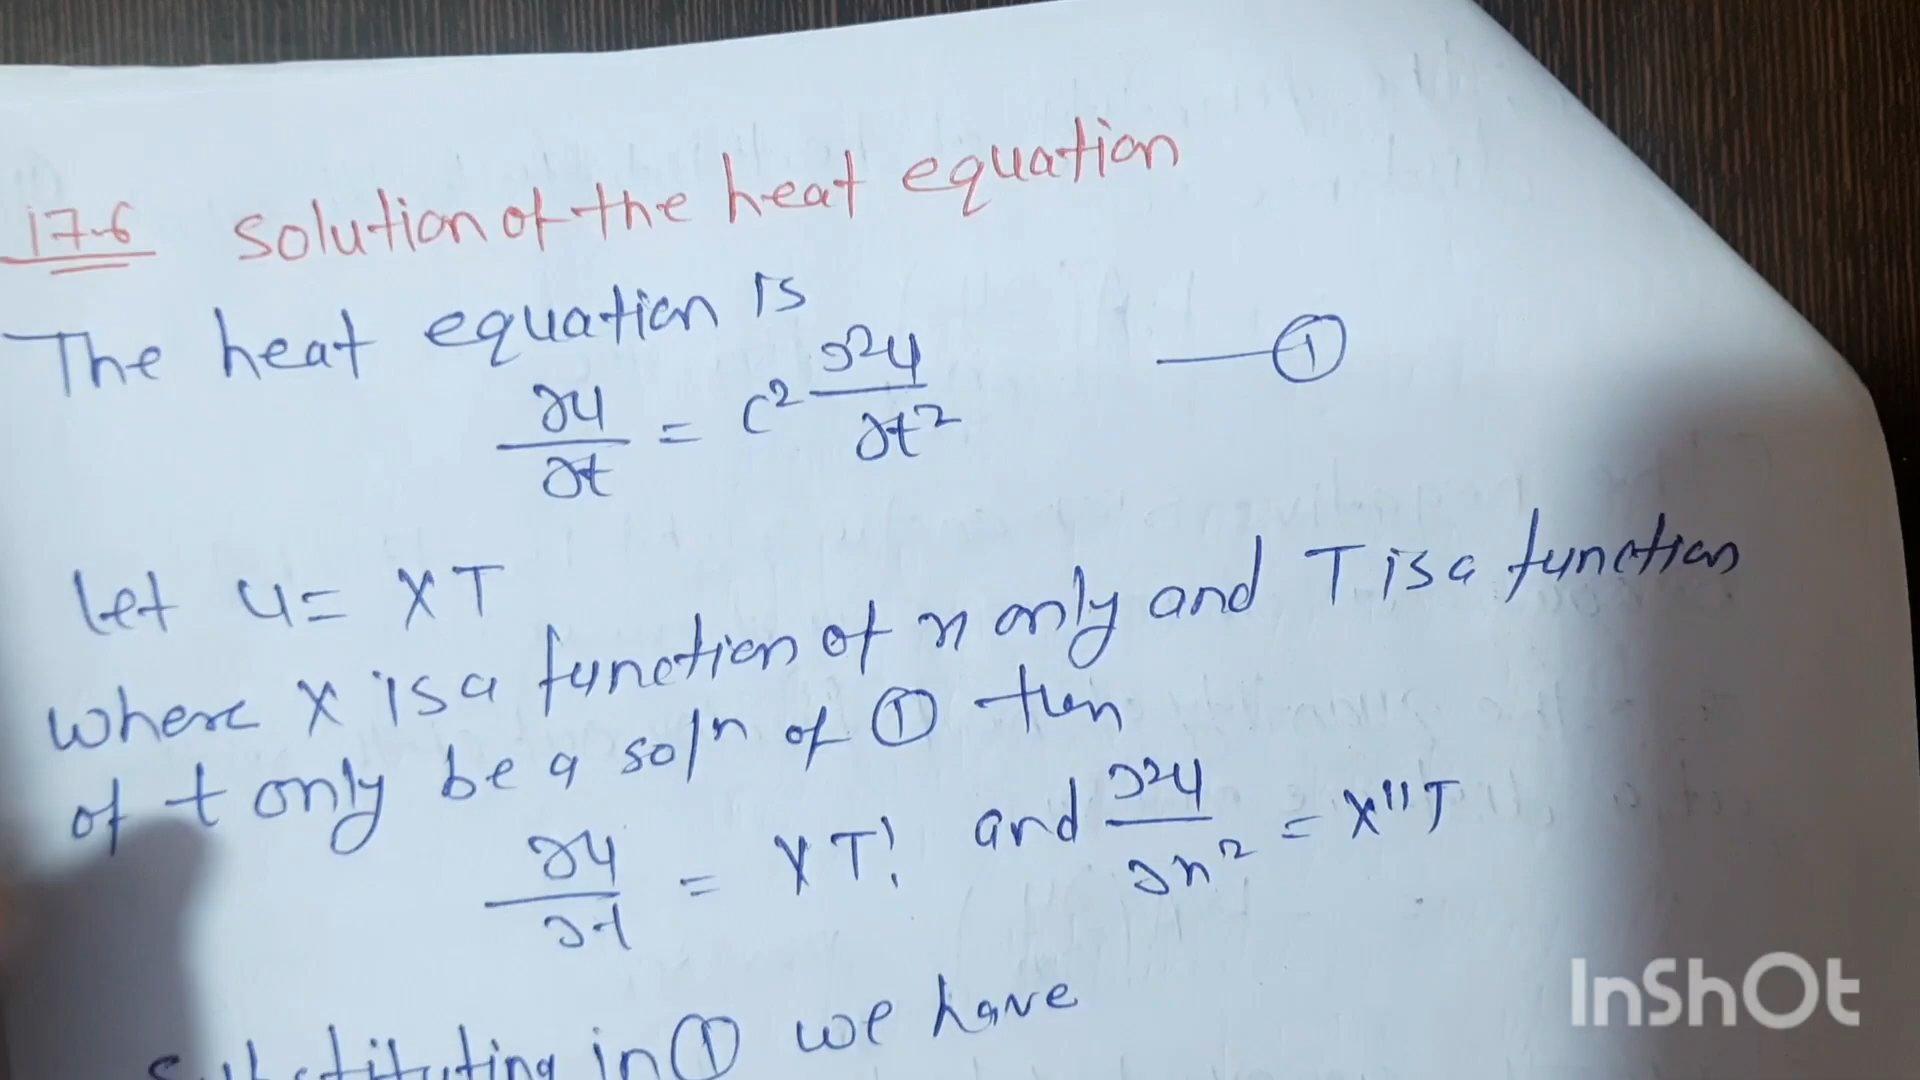 17.6 solution of the heat equation
The heat equation is
∂u/∂t = c² ∂²u/∂t² —①
let u = XT
where X is a function of x only and T is a function
of t only be a solⁿ of ① then
∂u/∂t = XT' and ∂²u/∂x² = X''T
substituting in ① we have
InShOt